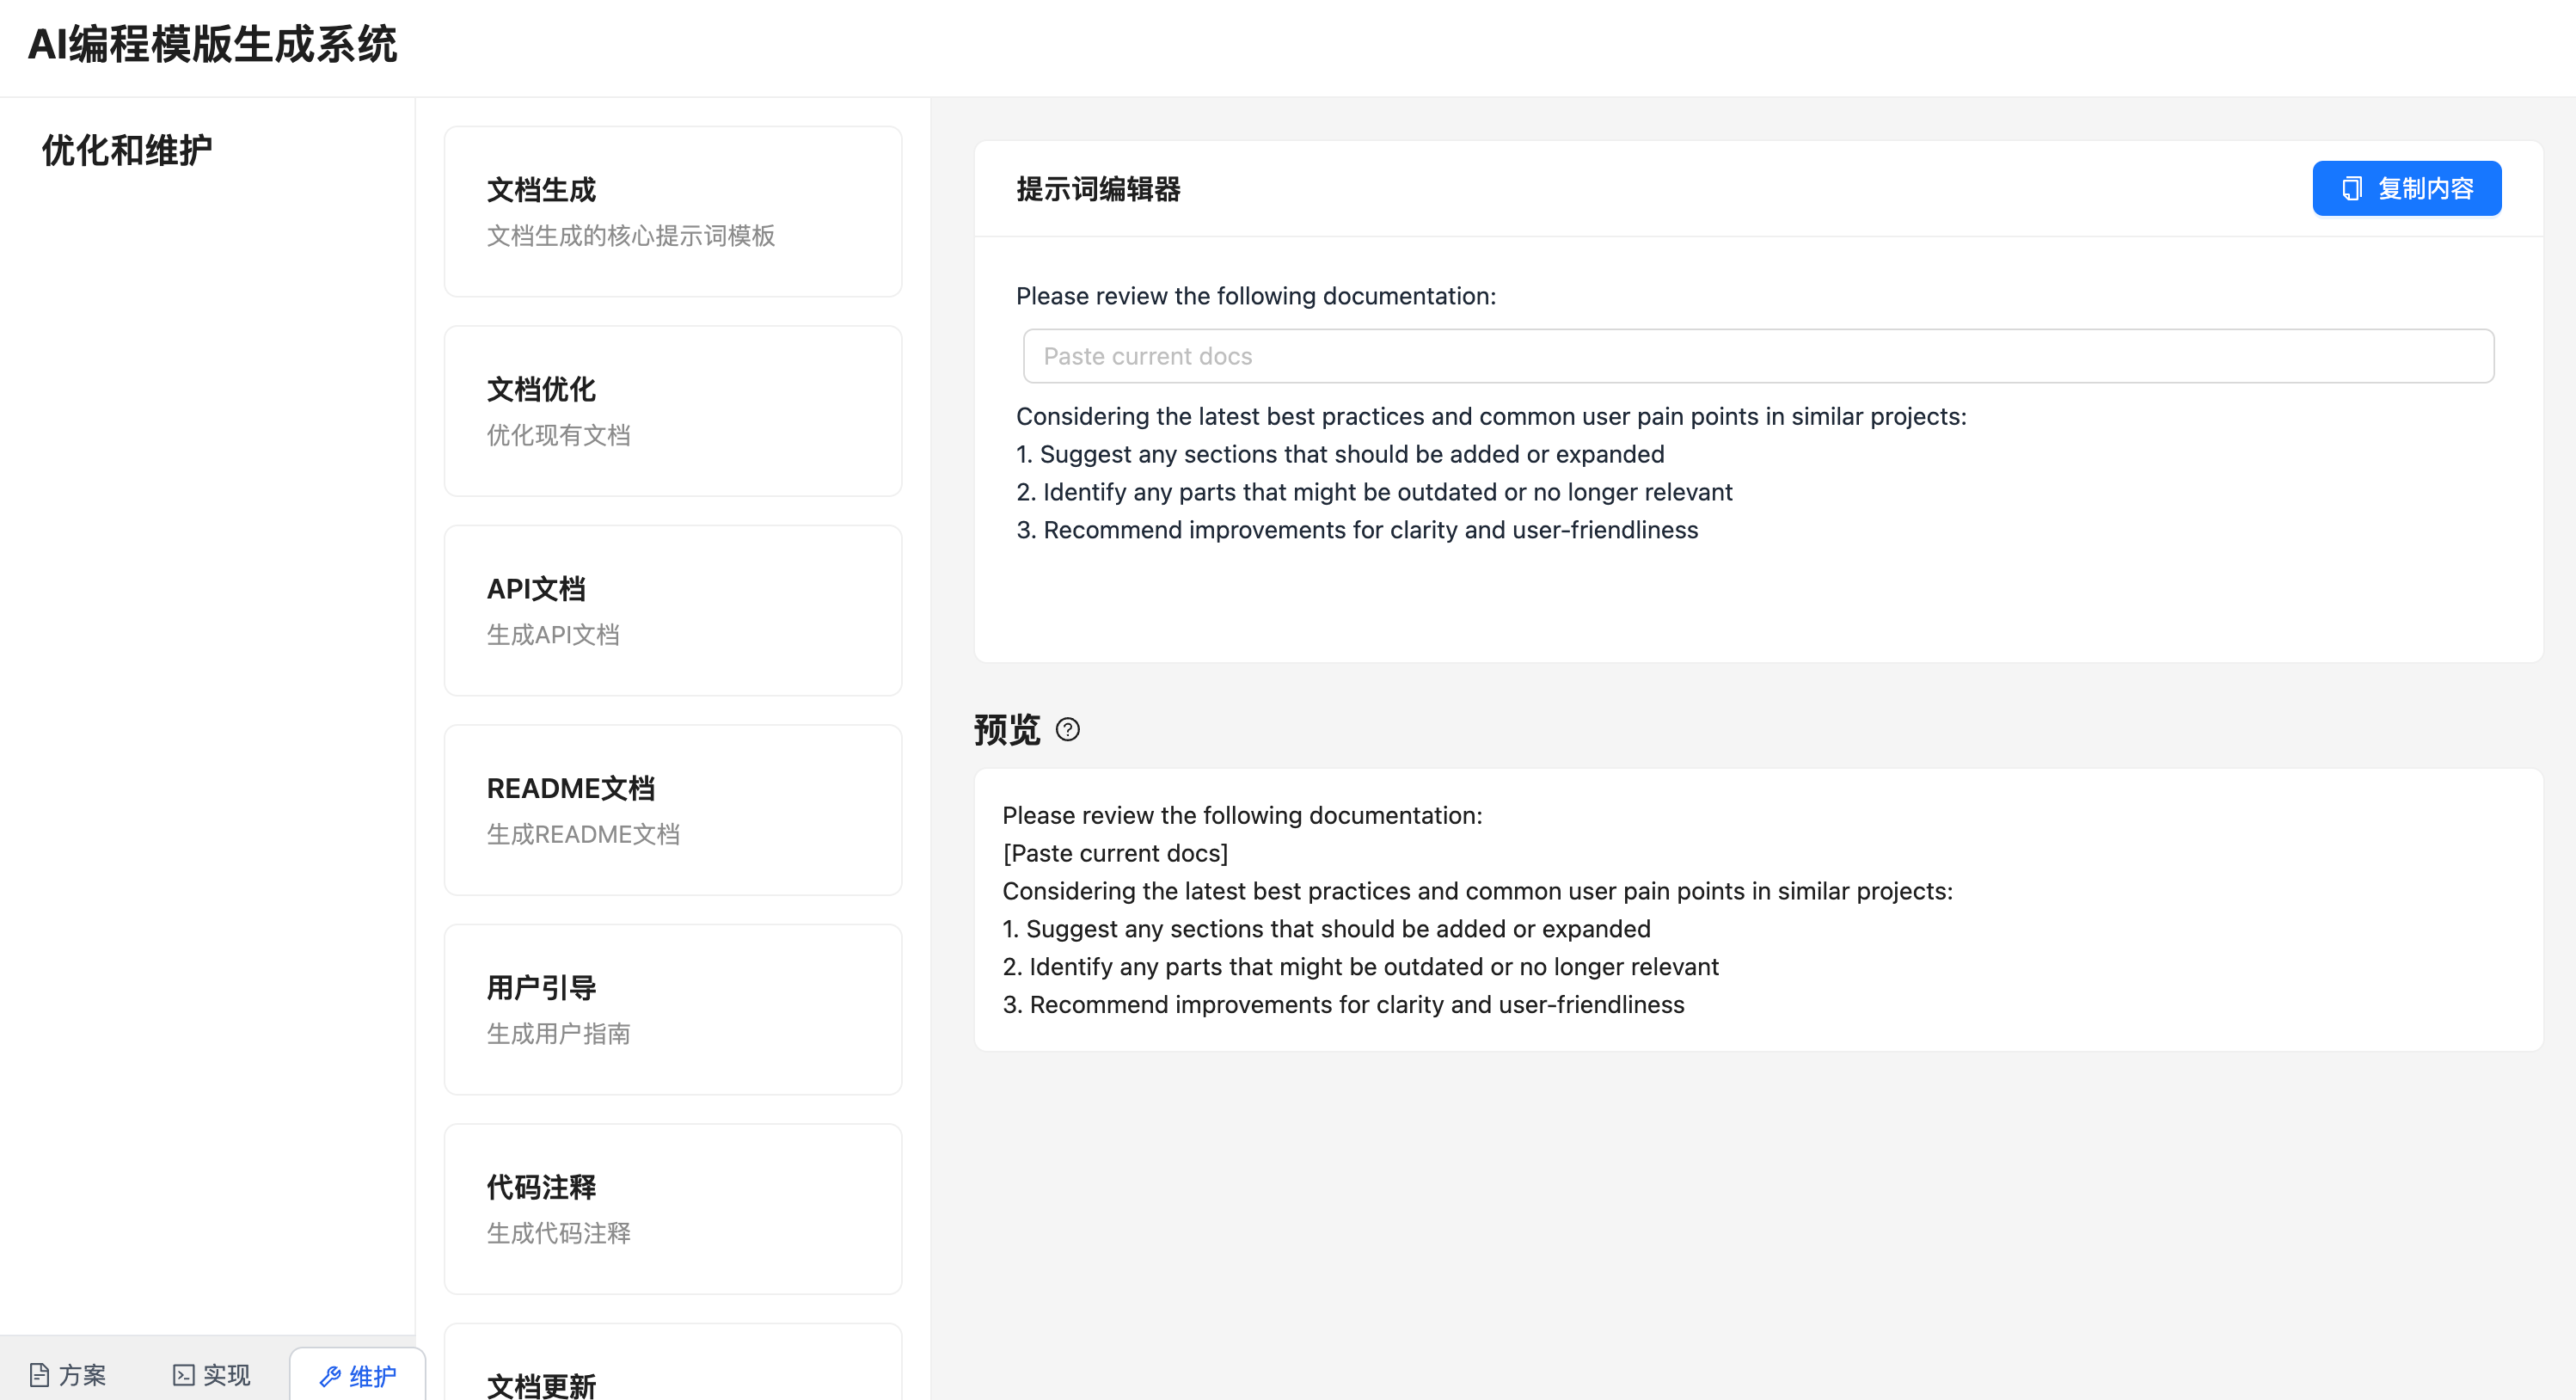 AI编程模版生成系统
优化和维护
文档生成
文档生成的核心提示词模板
文档优化
优化现有文档
API文档
生成API文档
README文档
生成README文档
用户引导
生成用户指南
代码注释
生成代码注释
文档更新
方案
实现
维护
提示词编辑器
复制内容
Please review the following documentation:
Paste current docs
Considering the latest best practices and common user pain points in similar projects:
1. Suggest any sections that should be added or expanded
2. Identify any parts that might be outdated or no longer relevant
3. Recommend improvements for clarity and user-friendliness
预览
Please review the following documentation:
[Paste current docs]
Considering the latest best practices and common user pain points in similar projects:
1. Suggest any sections that should be added or expanded
2. Identify any parts that might be outdated or no longer relevant
3. Recommend improvements for clarity and user-friendliness